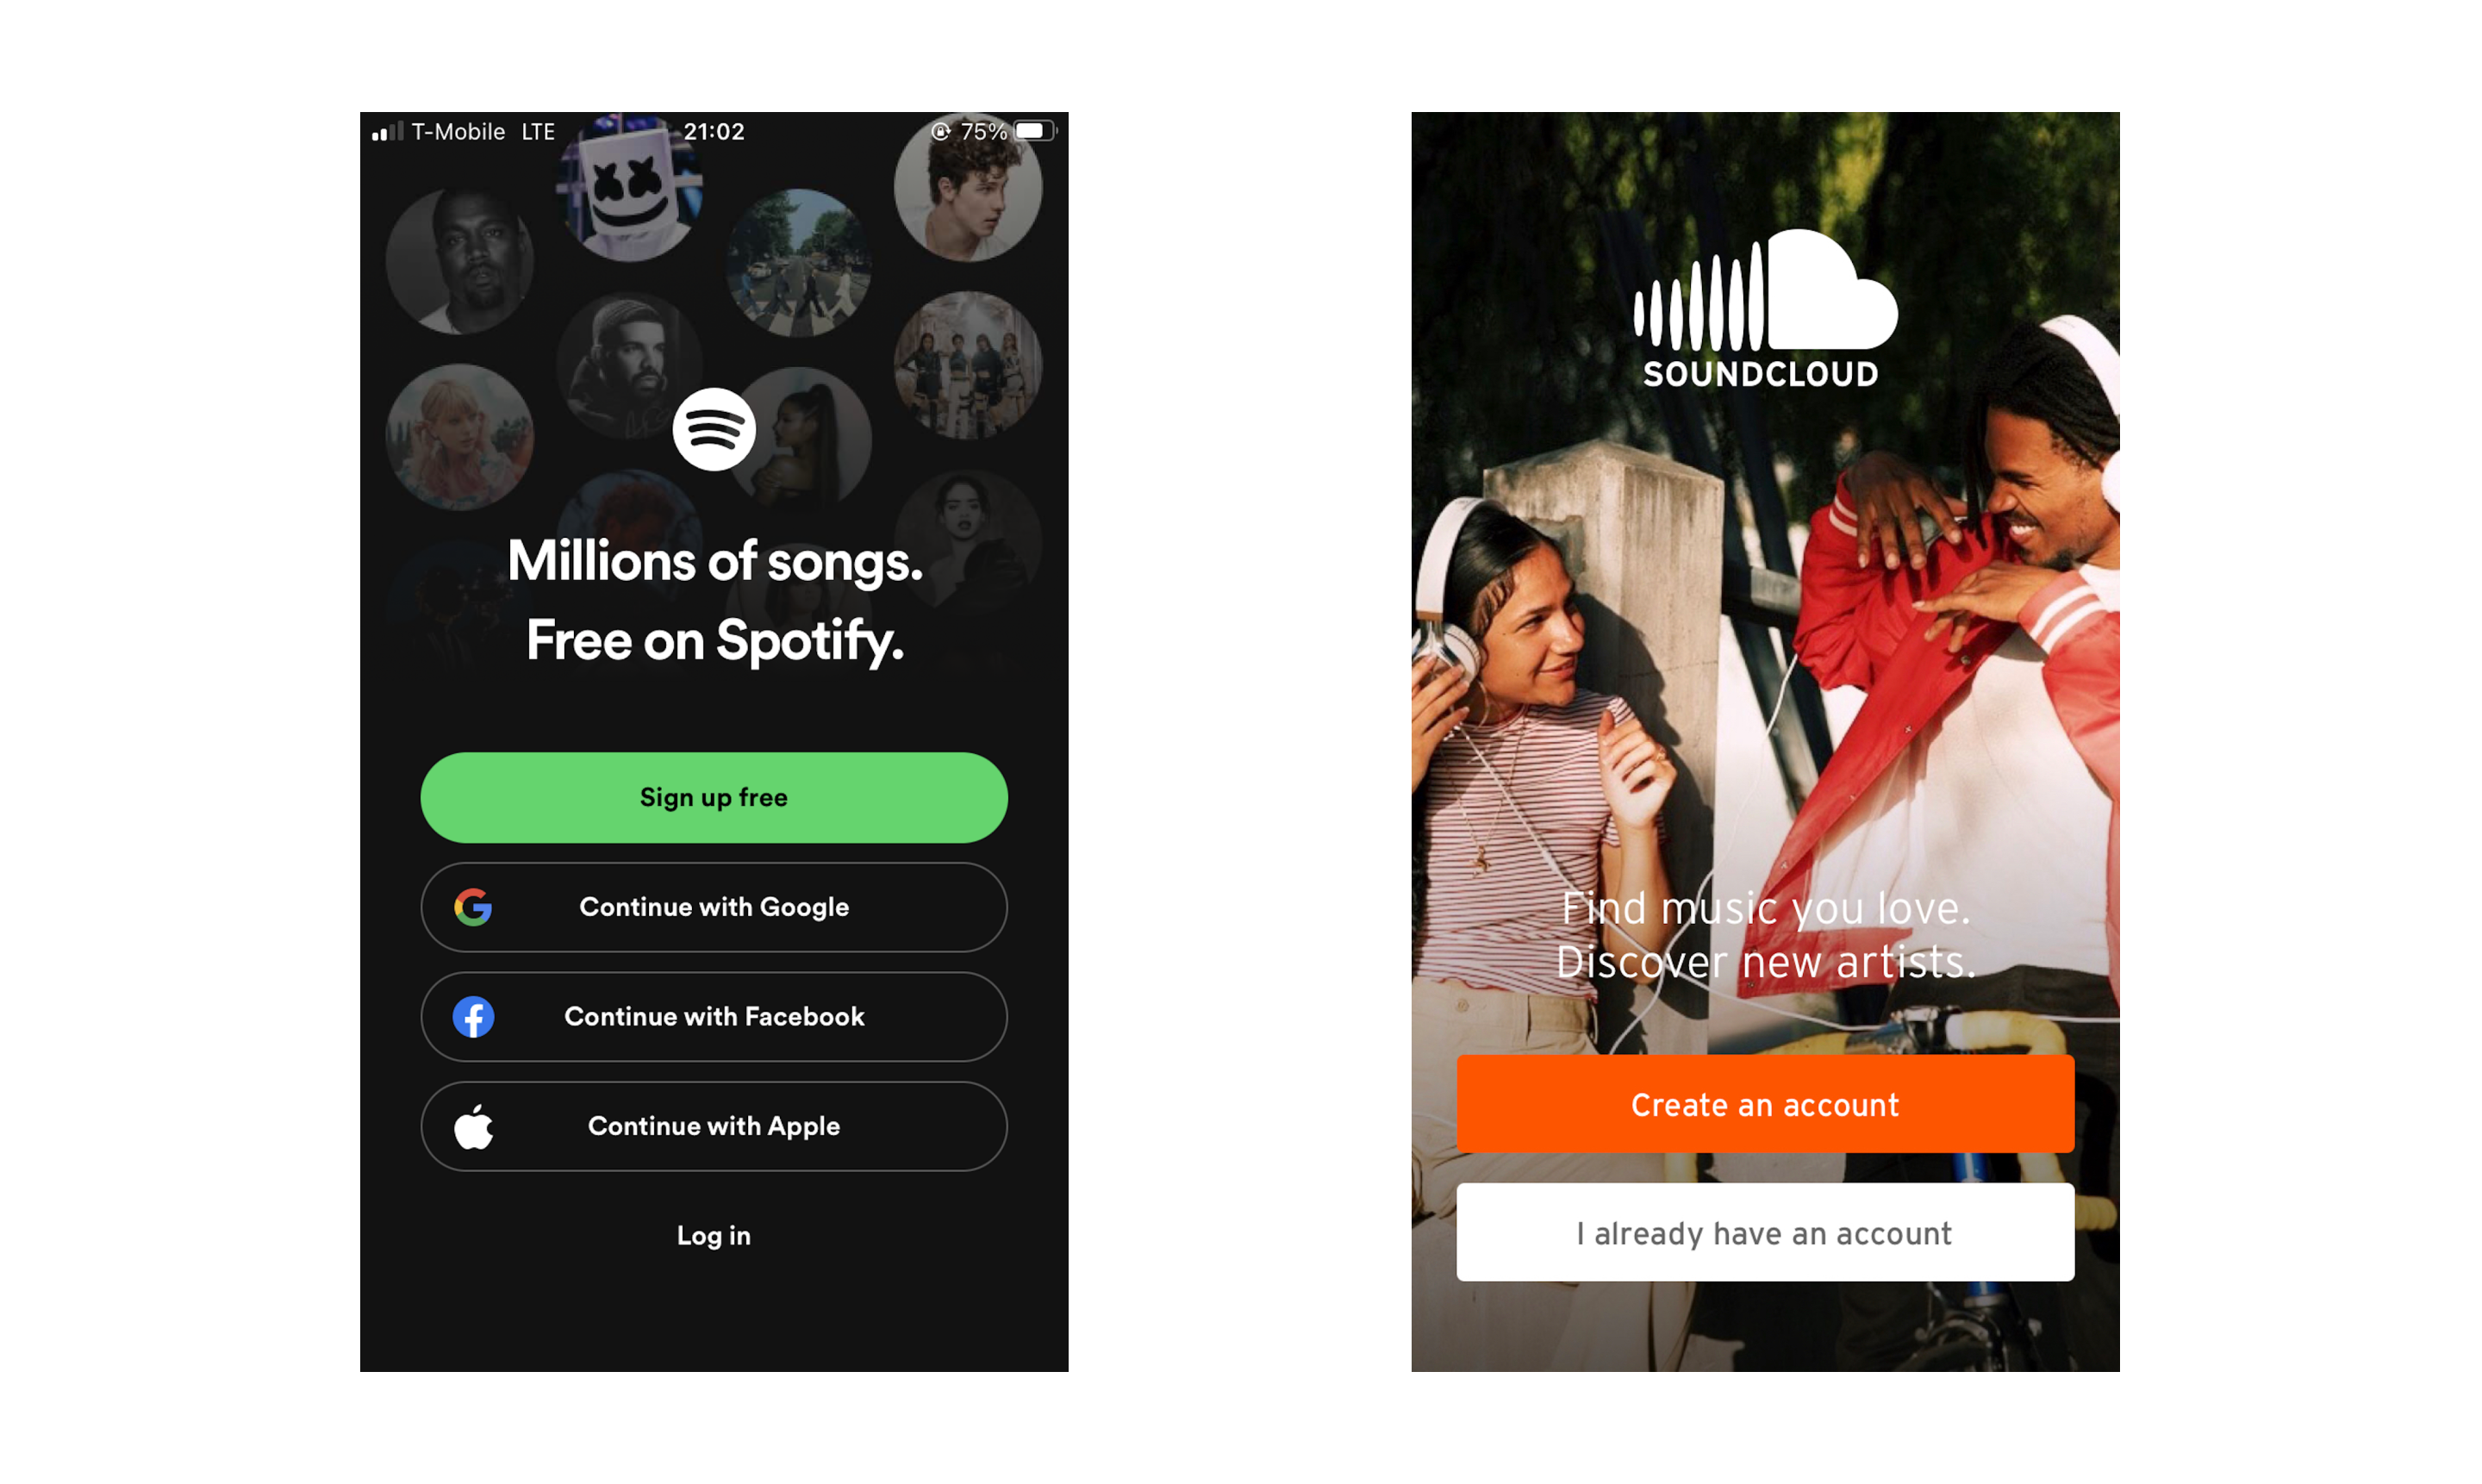 T-Mobile LTE 21:02 75%
Millions of songs.
Free on Spotify.
Sign up free
Continue with Google
Continue with Facebook
Continue with Apple
Log in
SOUNDCLOUD
Find music you love.
Discover new artists.
Create an account
I already have an account